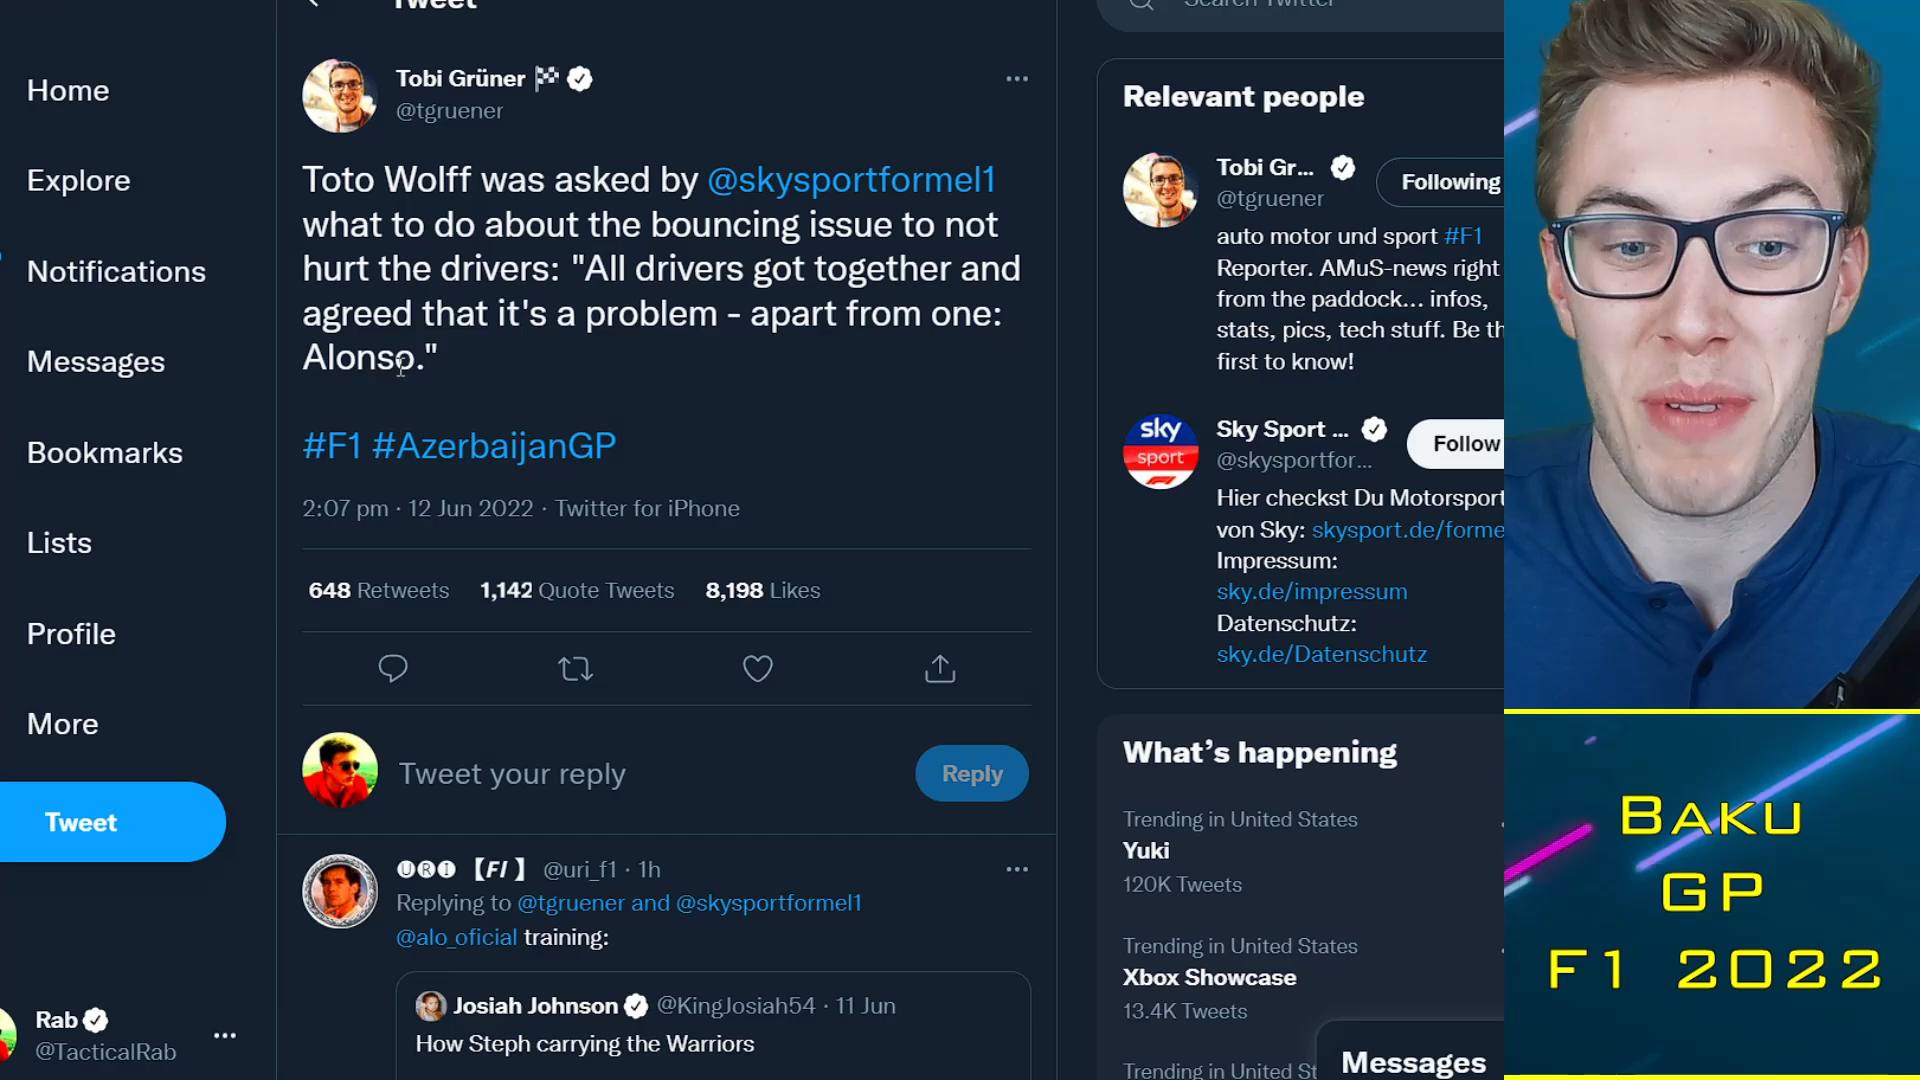 Tweet
Search Twitter
Home
Explore
Notifications
Messages
Bookmarks
Lists
Profile
More
Tweet
Rab
@TacticalRab
Tobi Grüner
@tgruener
Toto Wolff was asked by @skysportformel1
what to do about the bouncing issue to not
hurt the drivers: "All drivers got together and
agreed that it's a problem - apart from one:
Alonso."
#F1 #AzerbaijanGP
2:07 pm · 12 Jun 2022 · Twitter for iPhone
648 Retweets 1,142 Quote Tweets 8,198 Likes
Tweet your reply
Reply
🅤🅡🅘 【𝙁𝙄】 @uri_f1 · 1h
Replying to @tgruener and @skysportformel1
@alo_oficial training:
Josiah Johnson @KingJosiah54 · 11 Jun
How Steph carrying the Warriors
Relevant people
Tobi Gr...
@tgruener
Following
auto motor und sport #F1
Reporter. AMuS-news right
from the paddock... infos,
stats, pics, tech stuff. Be th
first to know!
sky
sport
Sky Sport ...
@skysportfor...
Follow
Hier checkst Du Motorsport
von Sky: skysport.de/forme
Impressum:
sky.de/impressum
Datenschutz:
sky.de/Datenschutz
What's happening
Trending in United States
Yuki
120K Tweets
Trending in United States
Xbox Showcase
13.4K Tweets
Trending in United St
Messages
BAKU
GP
F1 2022